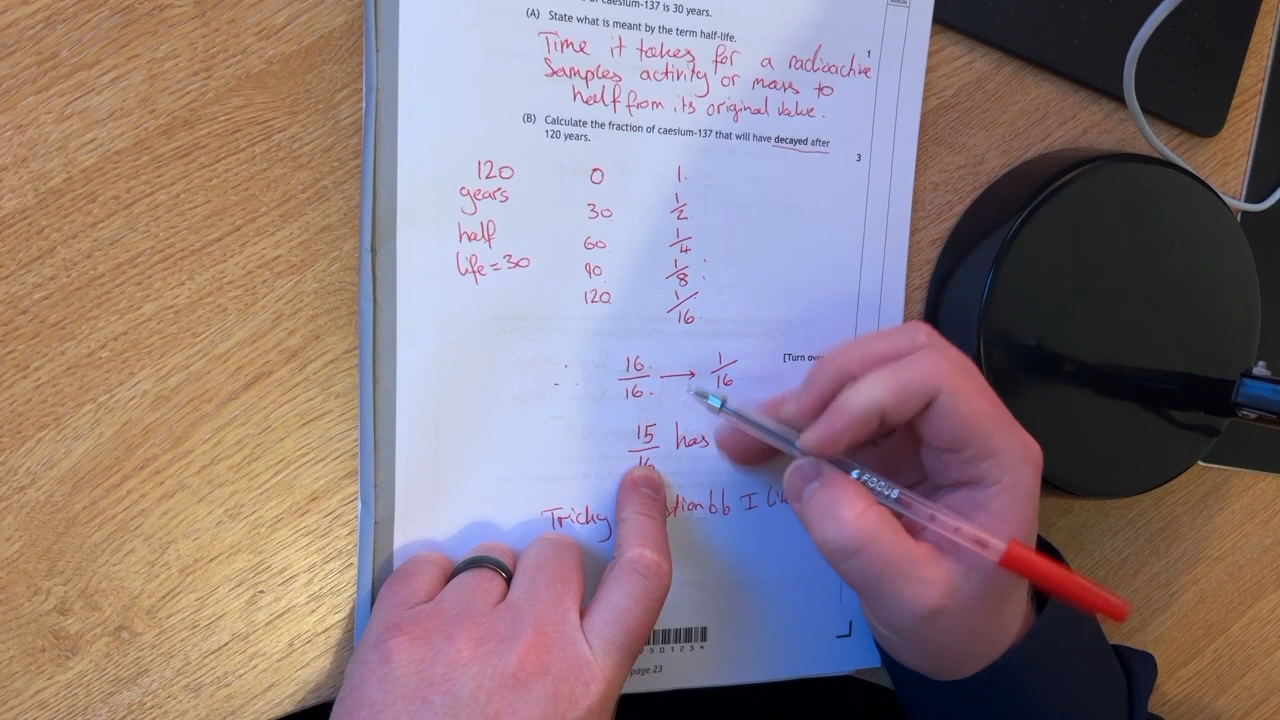 caesium-137 is 30 years.
(A) State what is meant by the term half-life.
1
Time it takes for a radioactive
Samples activity or mass to
half from its original value.
(B) Calculate the fraction of caesium-137 that will have decayed after
120 years.
3
120 0 1.
years
30 1/2
half
60 1/4
life=30
90 1/8
120 1/16
∴ 16/16 → 1/16
[Turn over
15/16 has
Tricky I
FOCUS
page 23